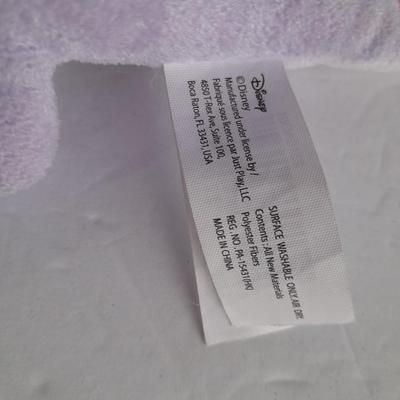 Disney
© Disney
Manufactured under license by /
Fabriqué sous licence par Just Play, LLC
4850 T-Rex Ave, Suite 100,
Boca Raton, FL 33431, USA
SURFACE WASHABLE ONLY. AIR DRY.
Contents : All New Materials
Polyester Fibers
REG. NO. PA-15431(HK)
MADE IN CHINA